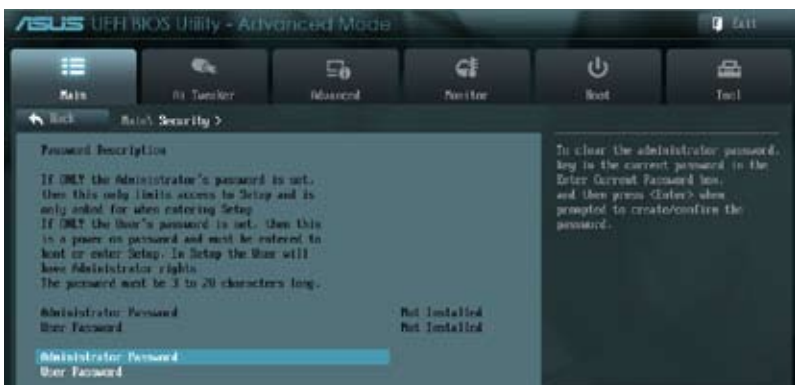 ASUS UEFI BIOS Utility - Advanced Mode
Exit
Main
Ai Tweaker
Advanced
Monitor
Boot
Tool
Back
Main\ Security >
Password Description
If ONLY the Administrator's password is set,
then this only limits access to Setup and is
only asked for when entering Setup
If ONLY the User's password is set, then this
is a power on password and must be entered to
boot or enter Setup. In Setup the User will
have Administrator rights
The password must be 3 to 20 characters long.
Administrator Password Not Installed
User Password Not Installed
Administrator Password
User Password
To clear the administrator password,
key in the current password in the
Enter Current Password box,
and then press <Enter> when
prompted to create/confirm the
password.